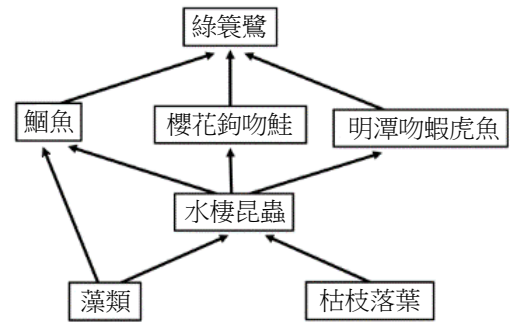 綠簑鷺
鯝魚
櫻花鉤吻鮭
明潭吻蝦虎魚
水棲昆蟲
藻類
枯枝落葉